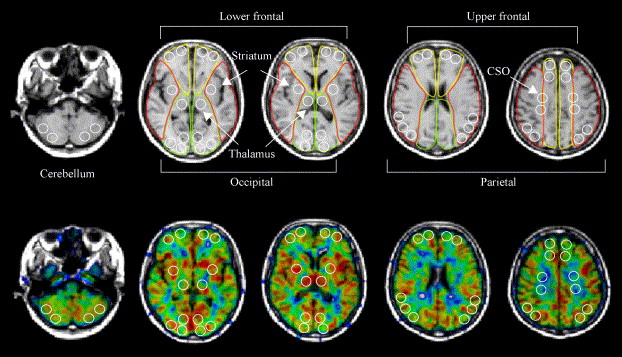 Lower frontal
Upper frontal
Striatum
CSO
Thalamus
Cerebellum
Occipital
Parietal